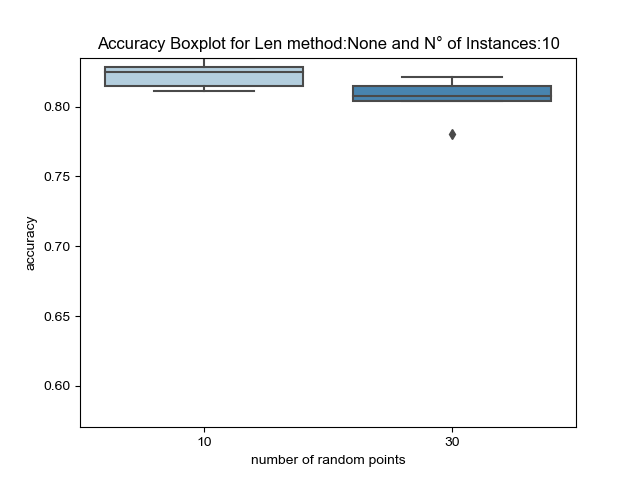 Accuracy Boxplot for Len method:None and N° of Instances:10
0.80
0.75
0.70
0.65
0.60
accuracy
10 30
number of random points